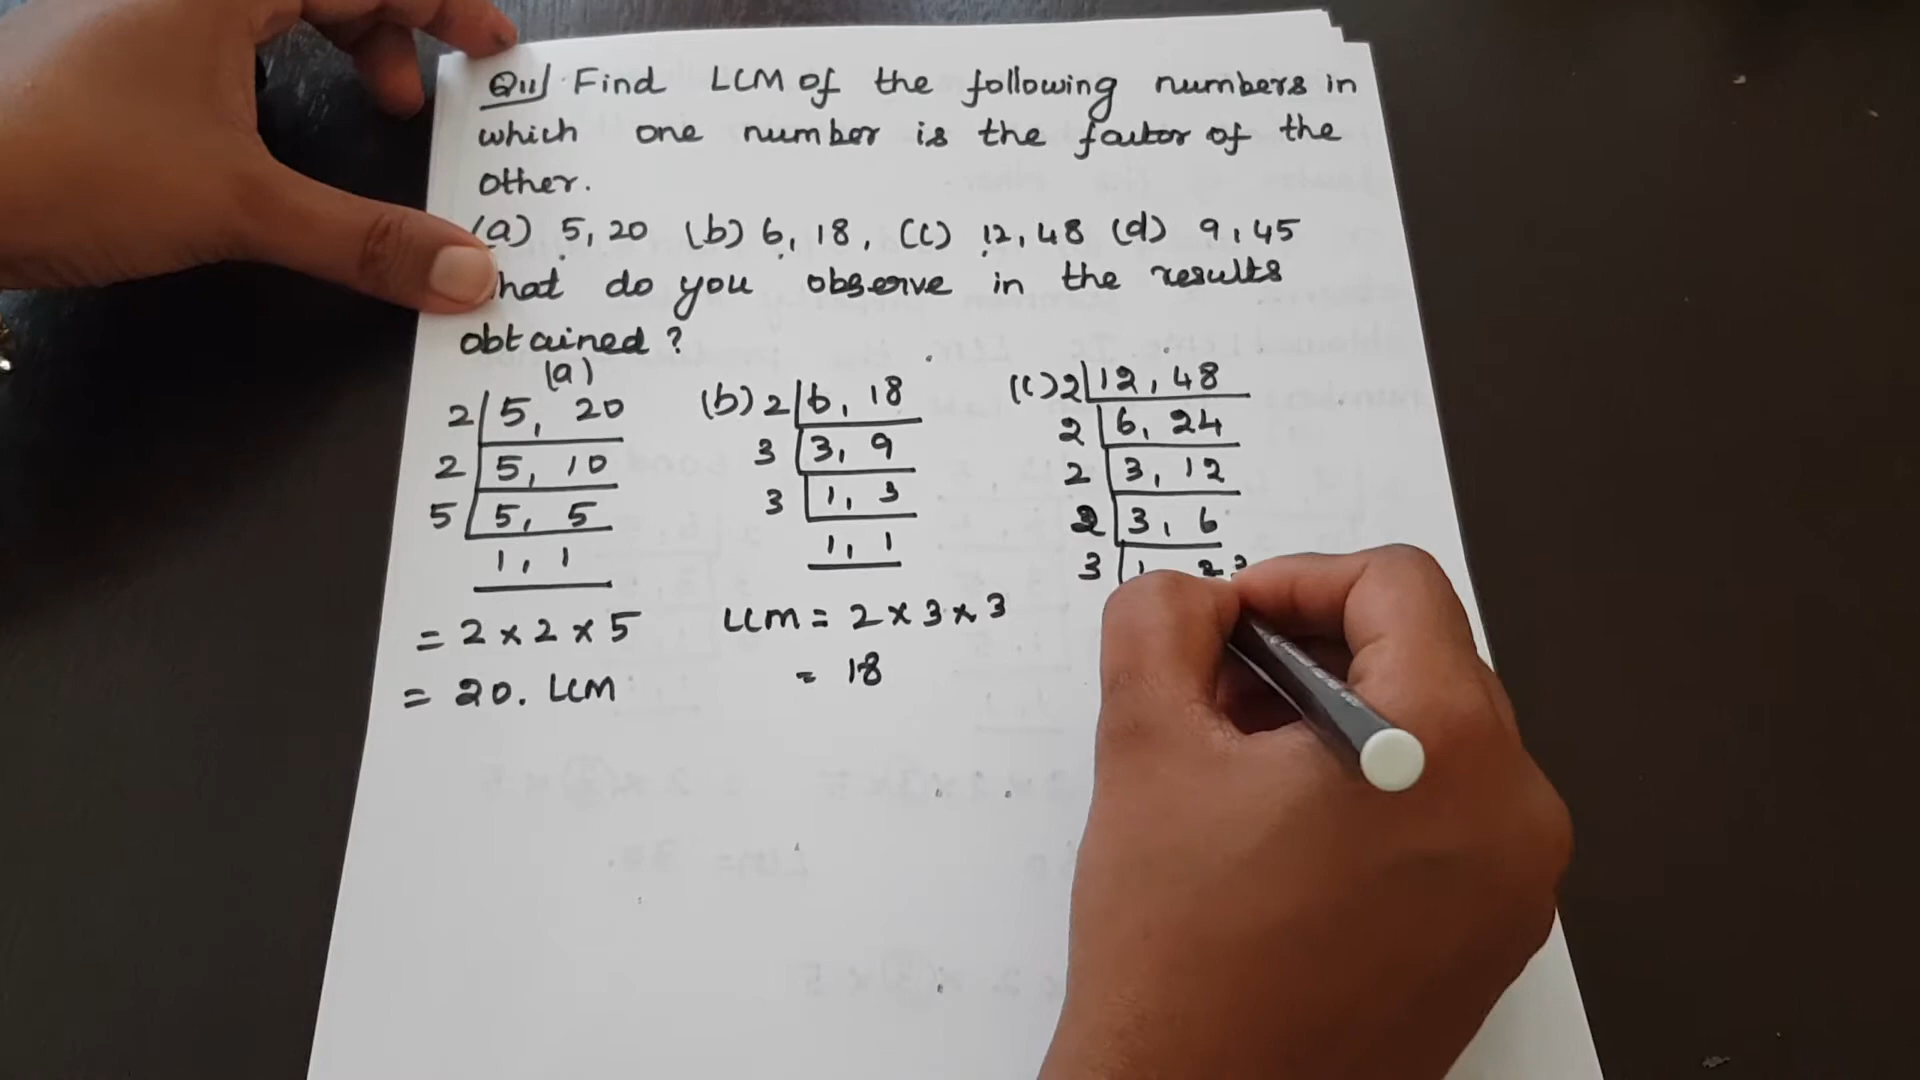 Q11) Find LCM of the following numbers in
which one number is the factor of the
other.
(a) 5, 20 (b) 6, 18, (c) 12, 48 (d) 9, 45
hat do you observe in the results
obtained?
(a)
2 | 5, 20
2 | 5, 10
5 | 5, 5
1, 1
= 2 × 2 × 5
= 20. LCM
(b) 2 | 6, 18
3 | 3, 9
3 | 1, 3
1, 1
LCM = 2 × 3 × 3
= 18
(c) 2 | 12, 48
2 | 6, 24
2 | 3, 12
2 | 3, 6
3 | 1